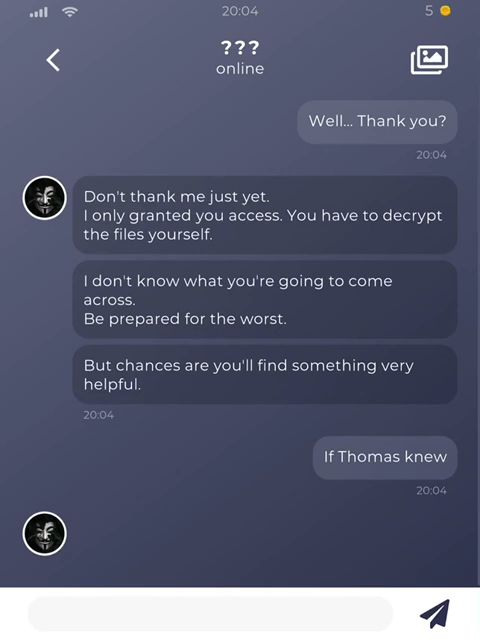 20:04
5
???
online
Well... Thank you?
20:04
Don't thank me just yet.
I only granted you access. You have to decrypt
the files yourself.
I don't know what you're going to come
across.
Be prepared for the worst.
But chances are you'll find something very
helpful.
20:04
If Thomas knew
20:04